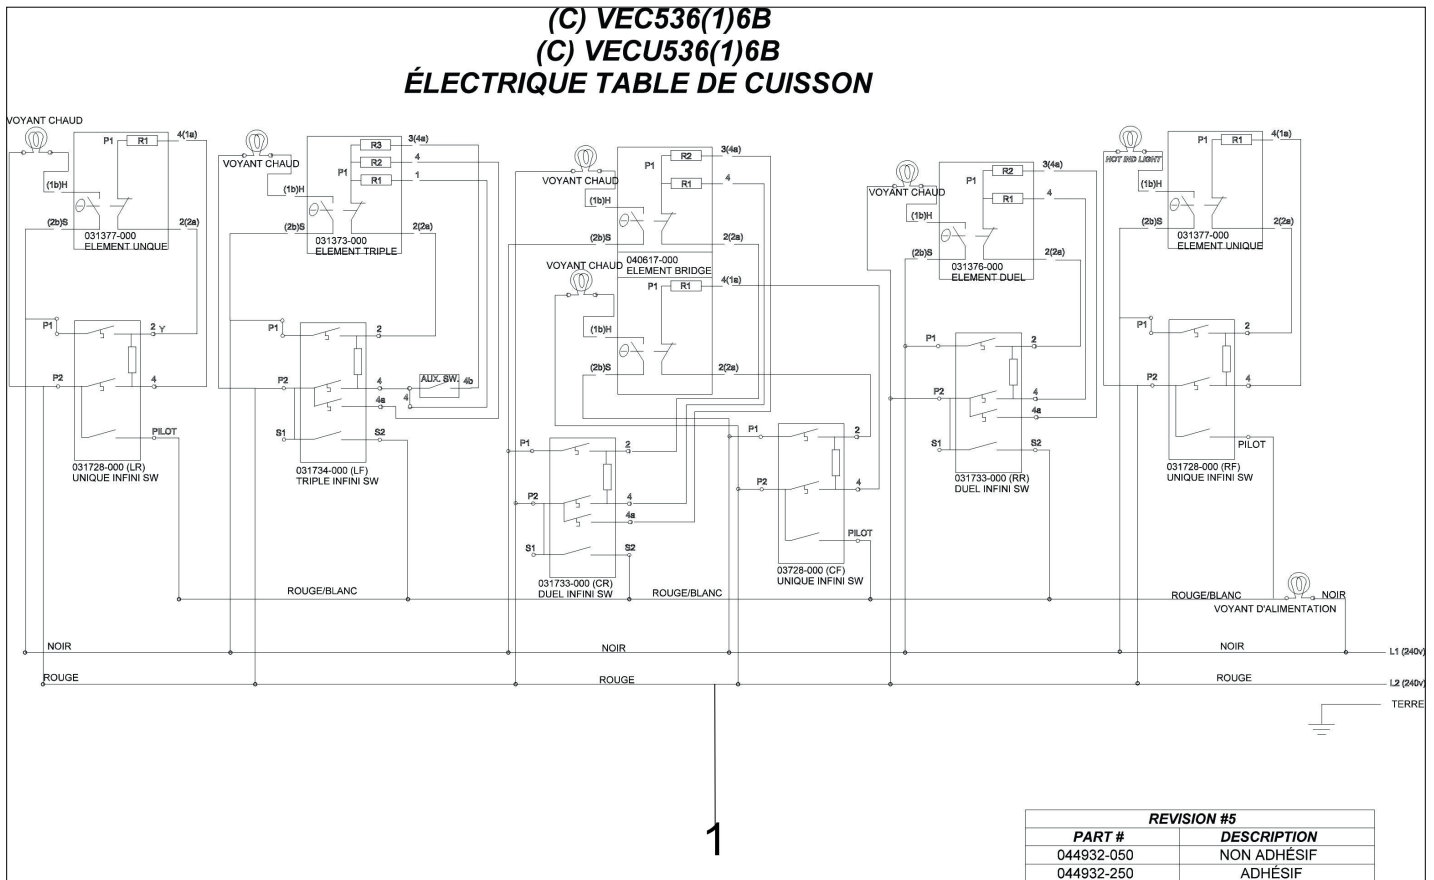 (C) VEC536(1)6B
(C) VECU536(1)6B
ÉLECTRIQUE TABLE DE CUISSON
VOYANT CHAUD
P1
R1
4(1a)
(1b)H
(2b)S
2(2a)
031377-000
ELEMENT UNQUE
P1
2
Y
P2
4
PILOT
031728-000 (LR)
UNIQUE INFINI SW
VOYANT CHAUD
R3
3(4a)
R2
4
P1
R1
1
(1b)H
(2b)S
2(2a)
031373-000
ELEMENT TRIPLE
P1
2
P2
4
AUX. SW.
4b
4
4a
S1
S2
031734-000 (LF)
TRIPLE INFINI SW
VOYANT CHAUD
R2
3(4a)
P1
R1
4
(1b)H
(2b)S
2(2a)
040617-000
ELEMENT BRIDGE
VOYANT CHAUD
P1
R1
4(1a)
(1b)H
(2b)S
2(2a)
P1
2
P2
4
4a
S1
S2
031733-000 (CR)
DUEL INFINI SW
P1
2
P2
4
PILOT
03728-000 (CF)
UNIQUE INFINI SW
VOYANT CHAUD
R2
3(4a)
P1
R1
4
(1b)H
(2b)S
2(2a)
031376-000
ELEMENT DUEL
P1
2
P2
4
4a
S1
S2
031733-000 (RR)
DUEL INFINI SW
HOT IND LIGHT
P1
R1
4(1a)
(1b)H
(2b)S
2(2a)
031377-000
ELEMENT UNIQUE
P1
2
P2
4
PILOT
031728-000 (RF)
UNIQUE INFINI SW
ROUGE/BLANC
ROUGE/BLANC
ROUGE/BLANC
NOIR
VOYANT D'ALIMENTATION
NOIR
NOIR
NOIR
L1 (240v)
ROUGE
ROUGE
ROUGE
L2 (240v)
TERRE
1
REVISION #5
PART # DESCRIPTION
044932-050 NON ADHÉSIF
044932-250 ADHÉSIF